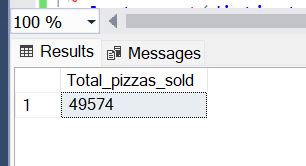 100 %
Results Messages
Total_pizzas_sold
1 49574